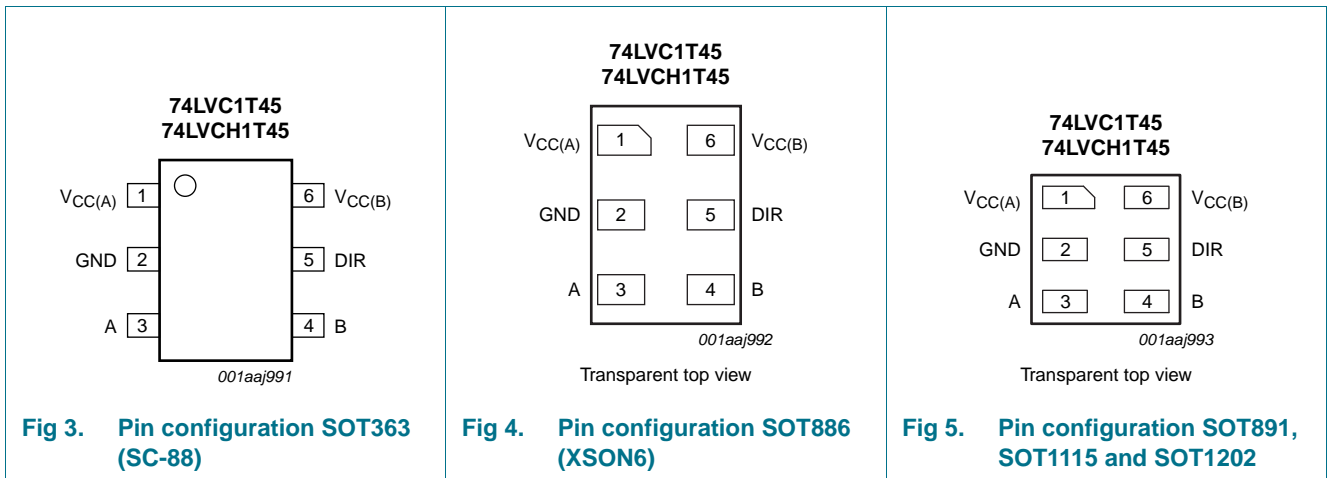 74LVC1T45
74LVCH1T45
VCC(A) 1
6 VCC(B)
GND 2
5 DIR
A 3
4 B
001aaj991
Fig 3. Pin configuration SOT363
(SC-88)
74LVC1T45
74LVCH1T45
VCC(A) 1
6 VCC(B)
GND 2
5 DIR
A 3
4 B
001aaj992
Transparent top view
Fig 4. Pin configuration SOT886
(XSON6)
74LVC1T45
74LVCH1T45
VCC(A) 1
6 VCC(B)
GND 2
5 DIR
A 3
4 B
001aaj993
Transparent top view
Fig 5. Pin configuration SOT891,
SOT1115 and SOT1202